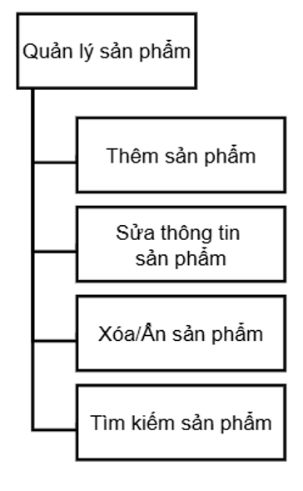 Quản lý sản phẩm
Thêm sản phẩm
Sửa thông tin
sản phẩm
Xóa/Ẩn sản phẩm
Tìm kiếm sản phẩm